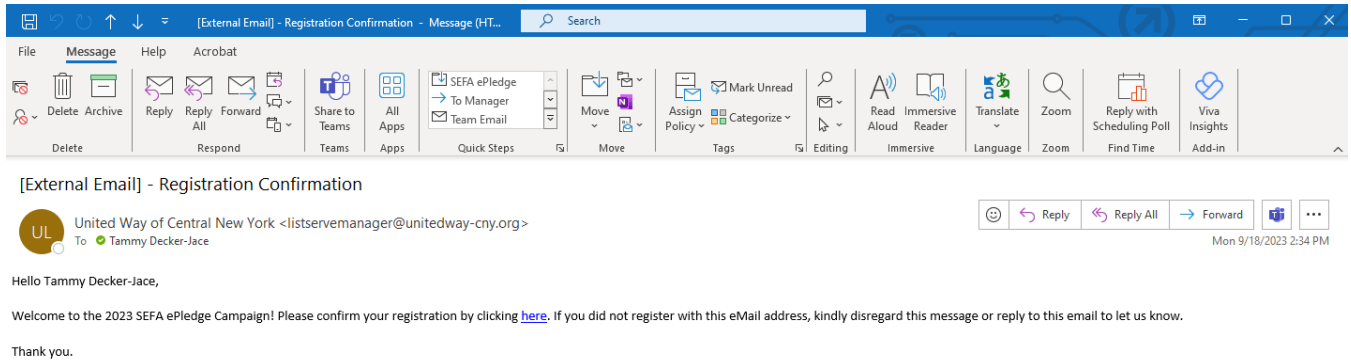 [External Email] - Registration Confirmation - Message (HT...
Search
File Message Help Acrobat
Delete Archive
Reply
Reply All
Forward
Share to Teams
All Apps
SEFA ePledge
To Manager
Team Email
Move
Assign Policy
Mark Unread
Categorize
Read Aloud
Immersive Reader
Translate
Zoom
Reply with Scheduling Poll
Viva Insights
Delete Respond Teams Apps Quick Steps Move Tags Editing Immersive Language Zoom Find Time Add-in
[External Email] - Registration Confirmation
UL
United Way of Central New York <listservemanager@unitedway-cny.org>
To Tammy Decker-Jace
Reply Reply All Forward
Mon 9/18/2023 2:34 PM
Hello Tammy Decker-Jace,
Welcome to the 2023 SEFA ePledge Campaign! Please confirm your registration by clicking here. If you did not register with this eMail address, kindly disregard this message or reply to this email to let us know.
Thank you.